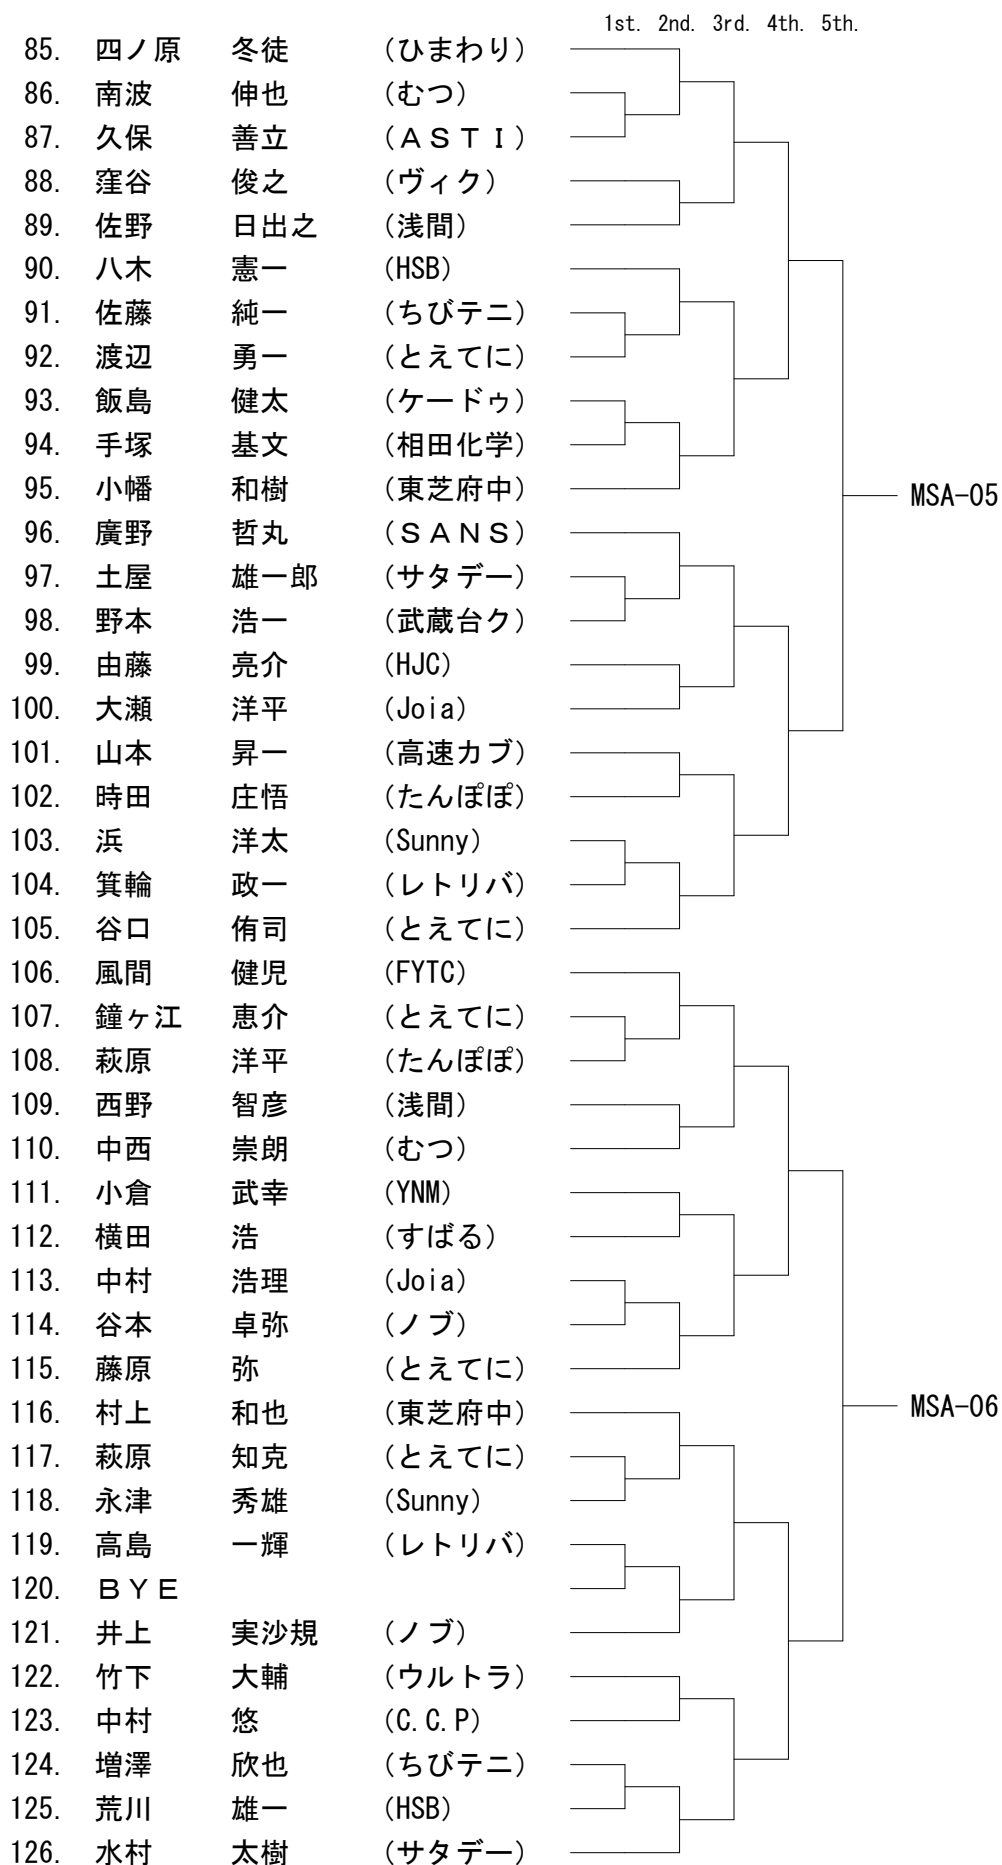 1st. 2nd. 3rd. 4th. 5th.
85. 四ノ原 冬徒 (ひまわり)
86. 南波 伸也 (むつ)
87. 久保 善立 (ＡＳＴＩ)
88. 窪谷 俊之 (ヴィク)
89. 佐野 日出之 (浅間)
90. 八木 憲一 (HSB)
91. 佐藤 純一 (ちびテニ)
92. 渡辺 勇一 (とえてに)
93. 飯島 健太 (ケードゥ)
94. 手塚 基文 (相田化学)
95. 小幡 和樹 (東芝府中)
MSA-05
96. 廣野 哲丸 (ＳＡＮＳ)
97. 土屋 雄一郎 (サタデー)
98. 野本 浩一 (武蔵台ク)
99. 由藤 亮介 (HJC)
100. 大瀬 洋平 (Joia)
101. 山本 昇一 (高速カブ)
102. 時田 庄悟 (たんぽぽ)
103. 浜 洋太 (Sunny)
104. 箕輪 政一 (レトリバ)
105. 谷口 侑司 (とえてに)
106. 風間 健児 (FYTC)
107. 鐘ヶ江 恵介 (とえてに)
108. 萩原 洋平 (たんぽぽ)
109. 西野 智彦 (浅間)
110. 中西 崇朗 (むつ)
111. 小倉 武幸 (YNM)
112. 横田 浩 (すばる)
113. 中村 浩理 (Joia)
114. 谷本 卓弥 (ノブ)
115. 藤原 弥 (とえてに)
116. 村上 和也 (東芝府中)
MSA-06
117. 萩原 知克 (とえてに)
118. 永津 秀雄 (Sunny)
119. 高島 一輝 (レトリバ)
120. ＢＹＥ
121. 井上 実沙規 (ノブ)
122. 竹下 大輔 (ウルトラ)
123. 中村 悠 (C.C.P)
124. 増澤 欣也 (ちびテニ)
125. 荒川 雄一 (HSB)
126. 水村 太樹 (サタデー)